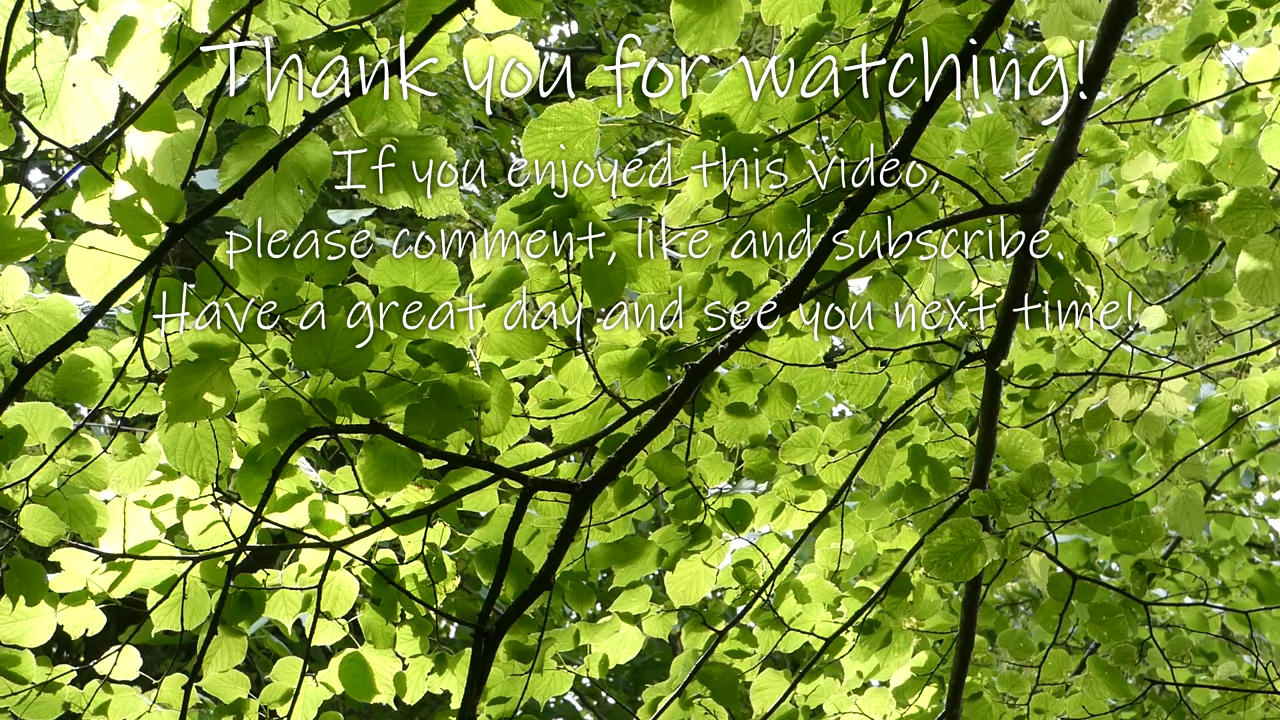 Thank you for watching!
If you enjoyed this video,
please comment, like and subscribe.
Have a great day and see you next time!